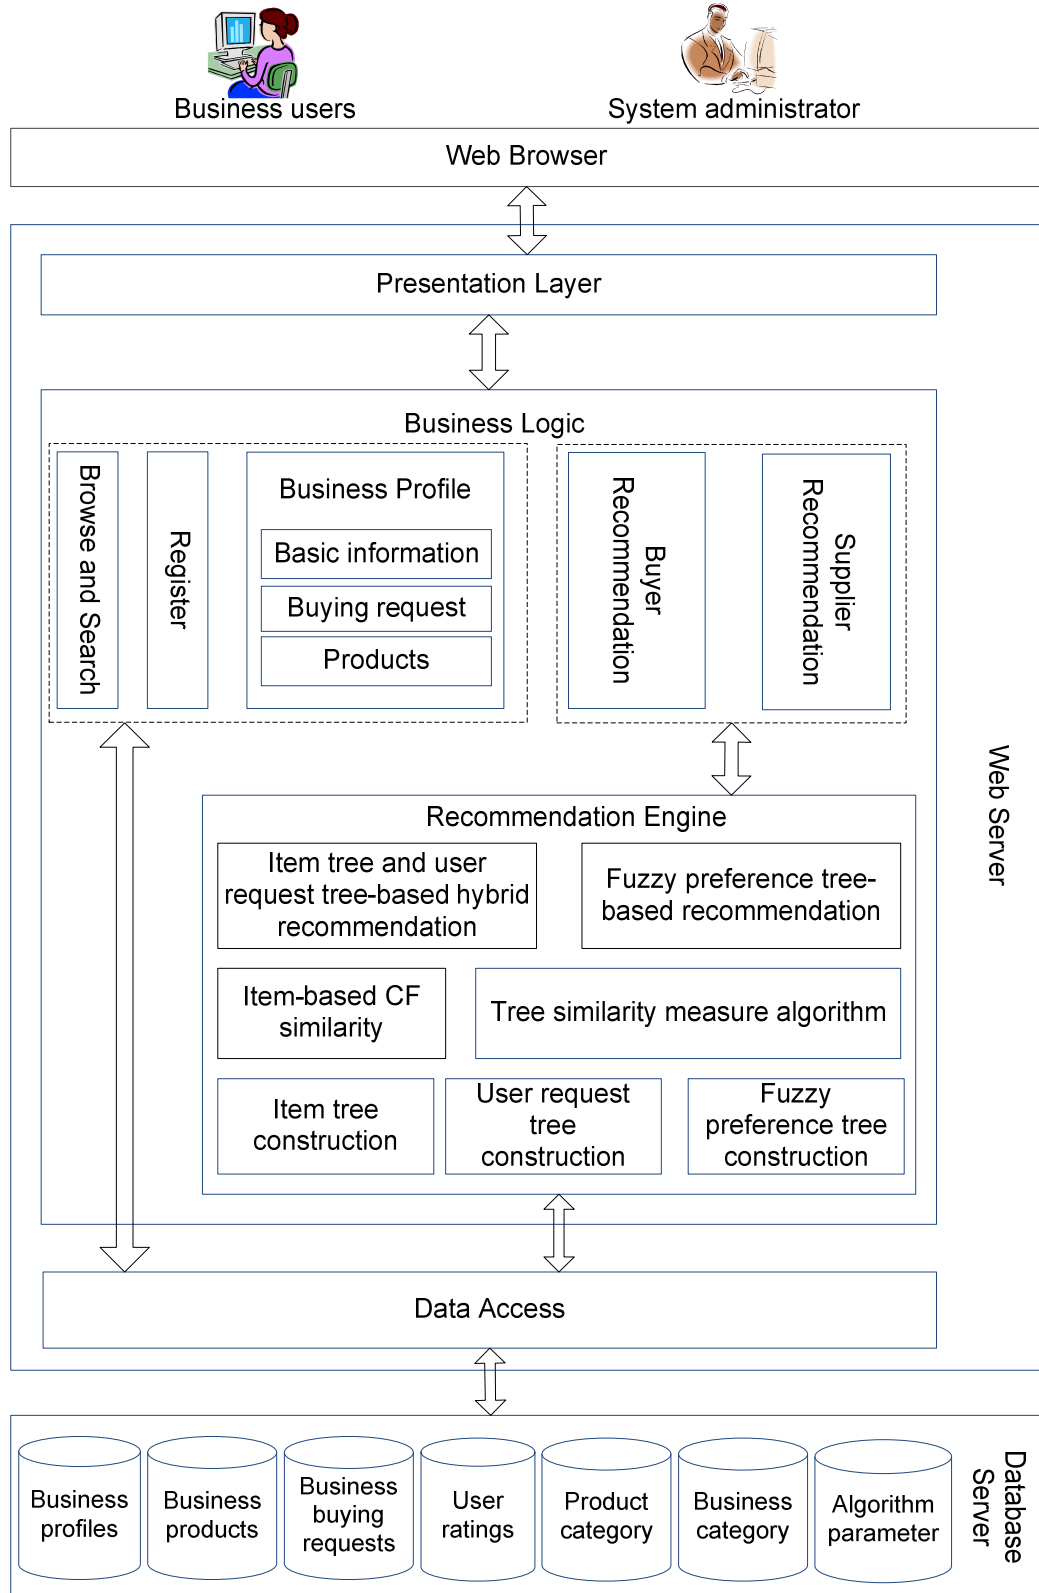 Business users
System administrator
Web Browser
Presentation Layer
Business Logic
Browse and Search
Register
Business Profile
Basic information
Buying request
Products
Buyer
Recommendation
Supplier
Recommendation
Web Server
Recommendation Engine
Item tree and user
request tree-based hybrid
recommendation
Fuzzy preference tree-
based recommendation
Item-based CF
similarity
Tree similarity measure algorithm
Item tree
construction
User request
tree
construction
Fuzzy
preference tree
construction
Data Access
Business
profiles
Business
products
Business
buying
requests
User
ratings
Product
category
Business
category
Algorithm
parameter
Database
Server